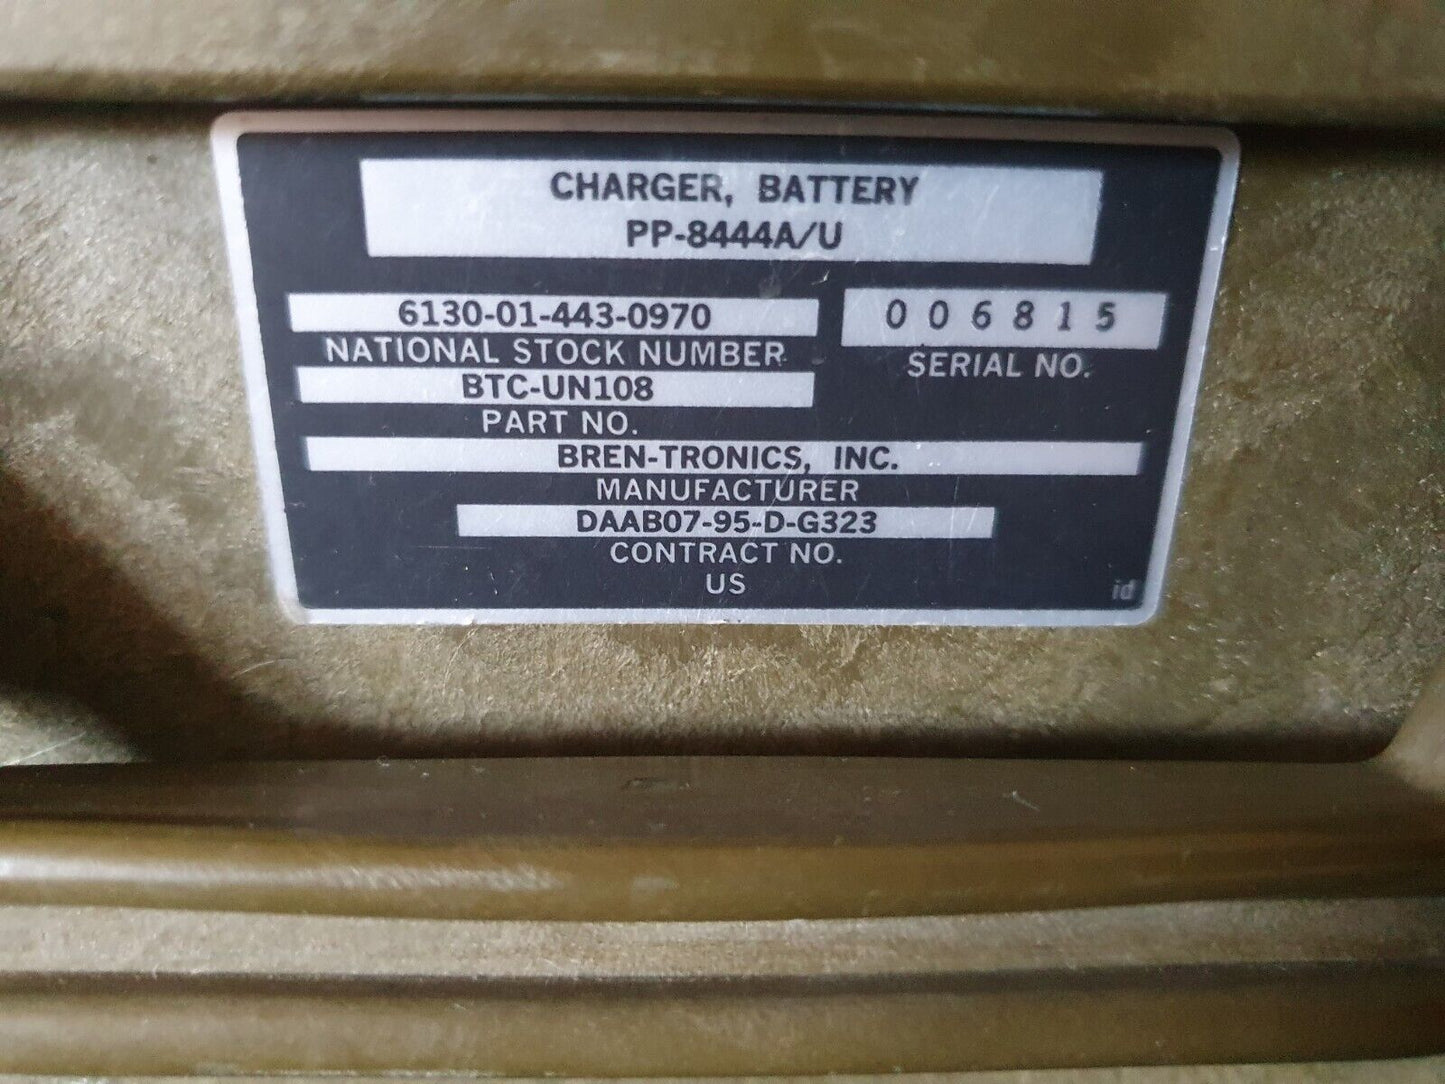 CHARGER, BATTERY
PP-8444A/U
6130-01-443-0970
NATIONAL STOCK NUMBER
006815
SERIAL NO.
BTC-UN108
PART NO.
BREN-TRONICS, INC.
MANUFACTURER
DAAB07-95-D-G323
CONTRACT NO.
US
id